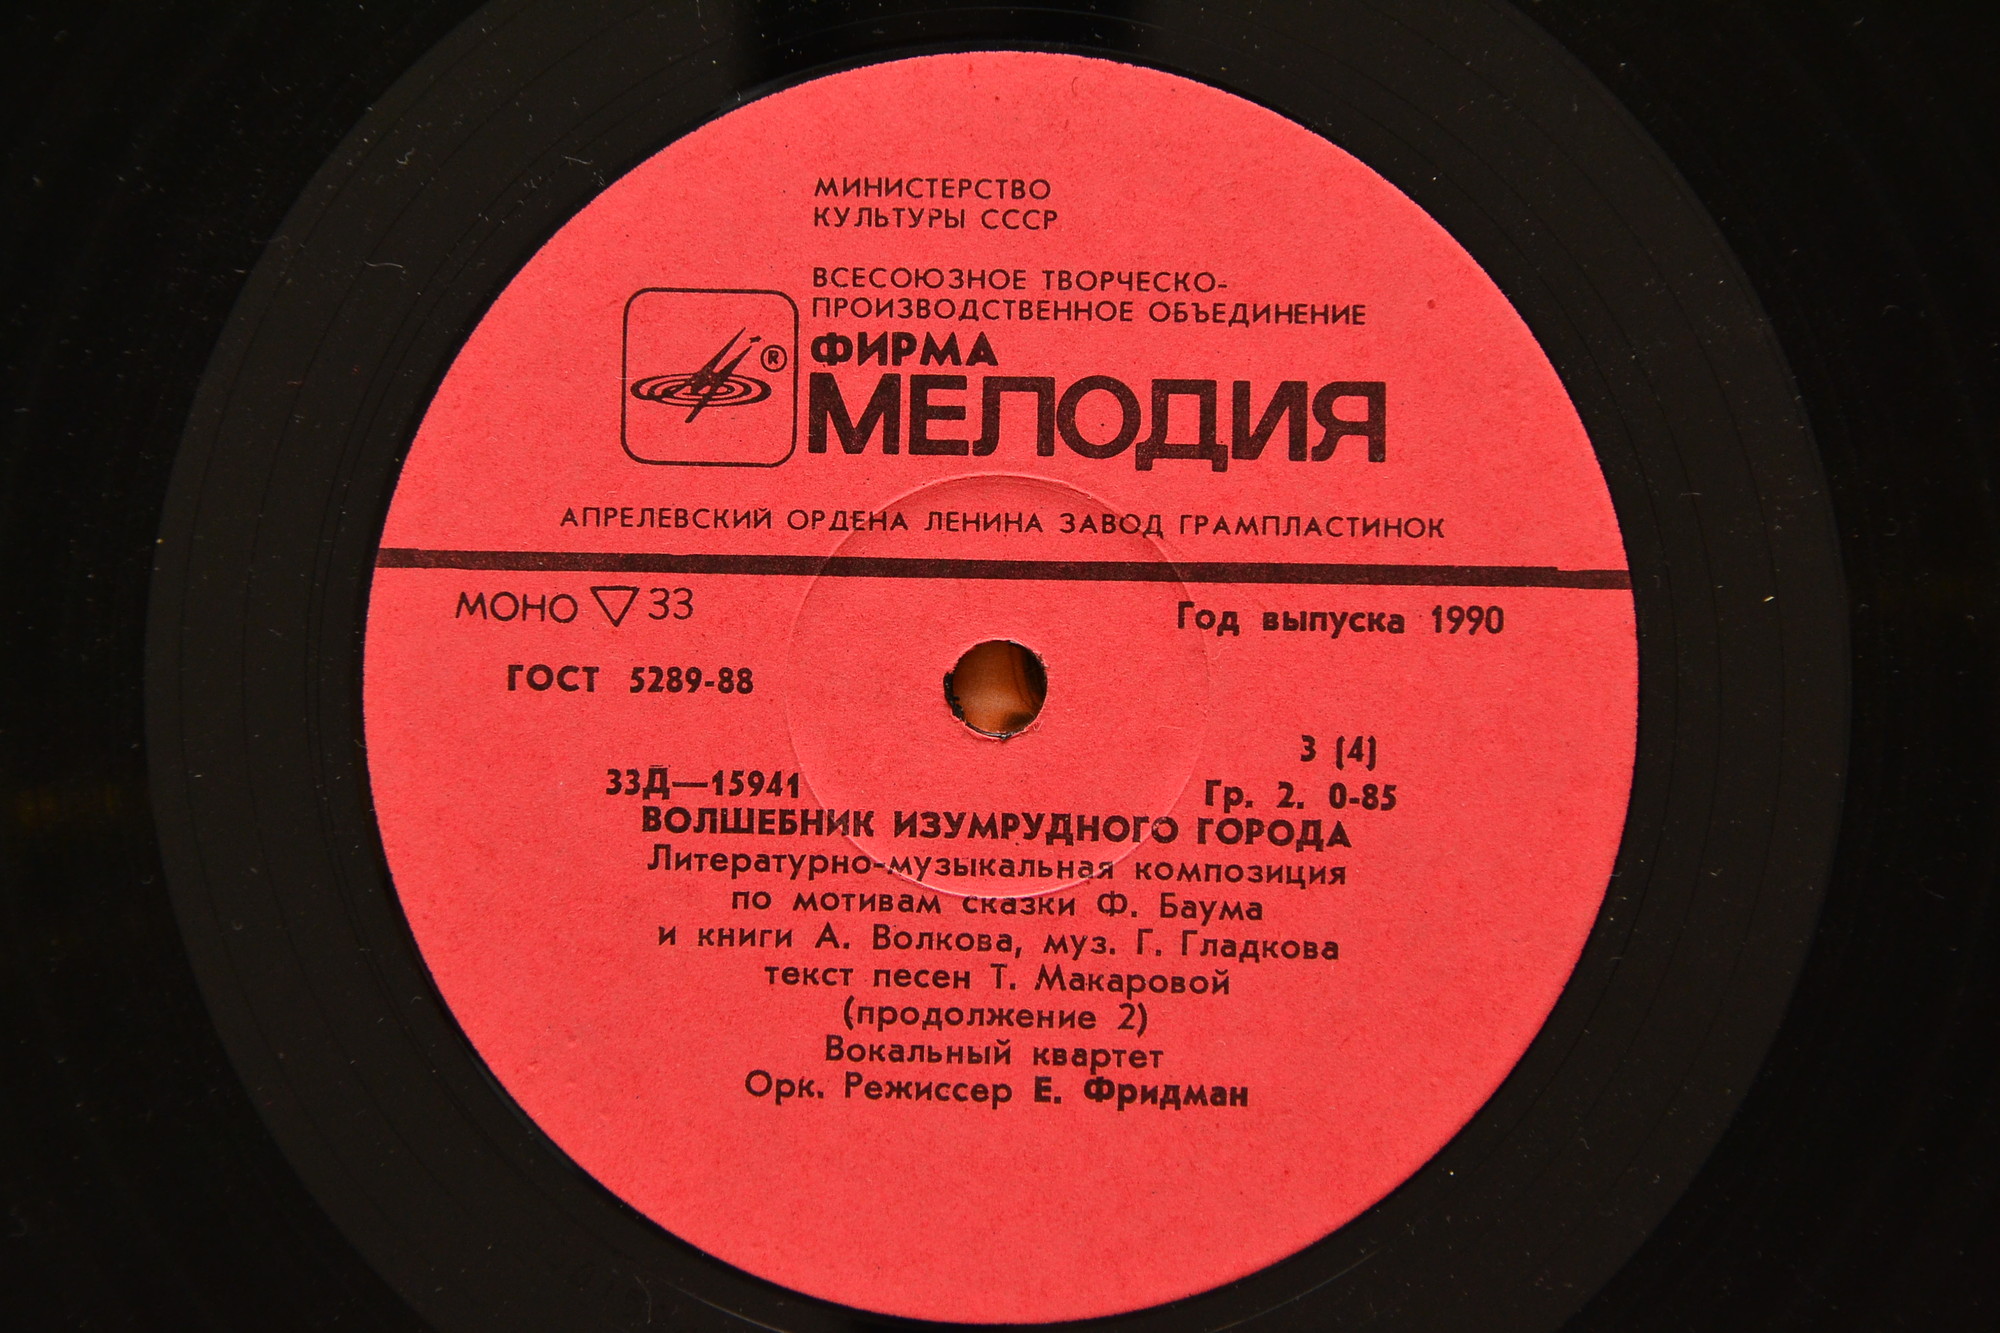 МИНИСТЕРСТВО
КУЛЬТУРЫ СССР
ВСЕСОЮЗНОЕ ТВОРЧЕСКО-
ПРОИЗВОДСТВЕННОЕ ОБЪЕДИНЕНИЕ
ФИРМА
®
МЕЛОДИЯ
АПРЕЛЕВСКИЙ ОРДЕНА ЛЕНИНА ЗАВОД ГРАМПЛАСТИНОК
МОНО ▽ 33
Год выпуска 1990
ГОСТ 5289-88
3 (4)
33Д—15941
Гр. 2. 0-85
ВОЛШЕБНИК ИЗУМРУДНОГО ГОРОДА
Литературно-музыкальная композиция
по мотивам сказки Ф. Баума
и книги А. Волкова, муз. Г. Гладкова
текст песен Т. Макаровой
(продолжение 2)
Вокальный квартет
Орк. Режиссер Е. Фридман